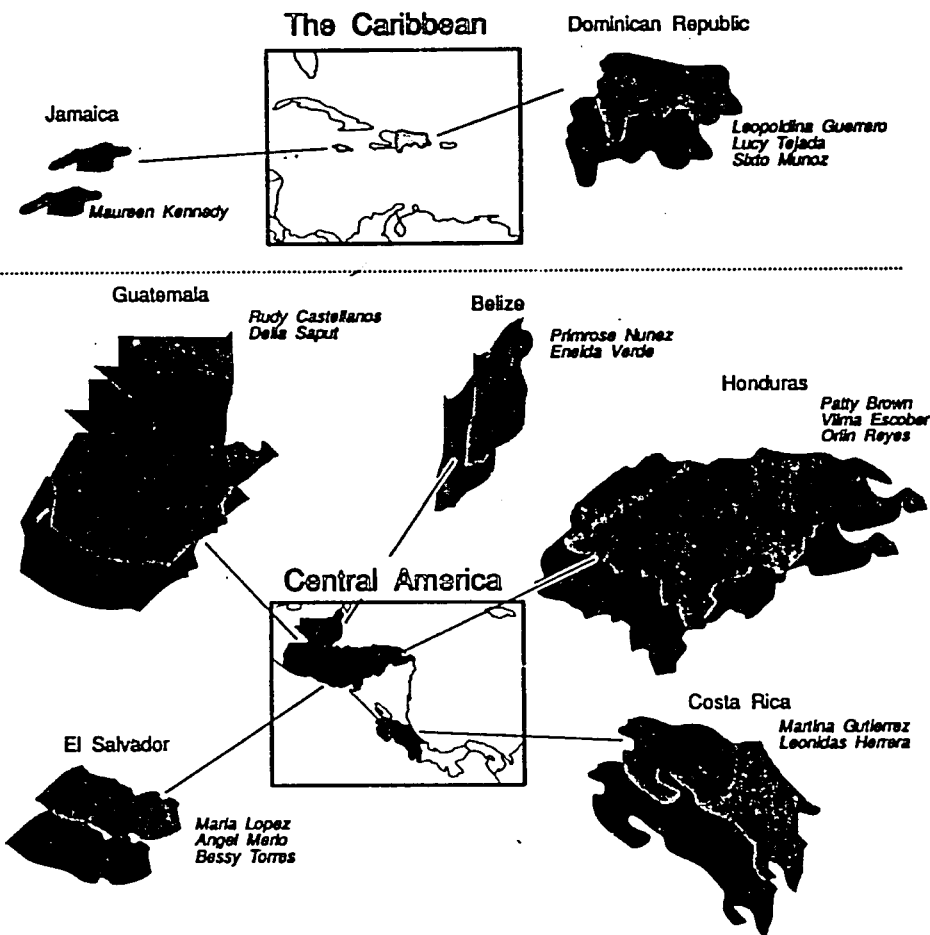 The Caribbean
Dominican Republic
Jamaica
Leopoldina Guerrero
Lucy Tejada
Sixto Munoz
Maureen Kennedy
Guatemala
Rudy Castellanos
Delia Saput
Belize
Primrose Nunez
Eneida Verde
Honduras
Patty Brown
Vilma Escober
Orlin Reyes
Central America
Costa Rica
Martina Gutierrez
Leonidas Herrera
El Salvador
Maria Lopez
Angel Merlo
Bessy Torres